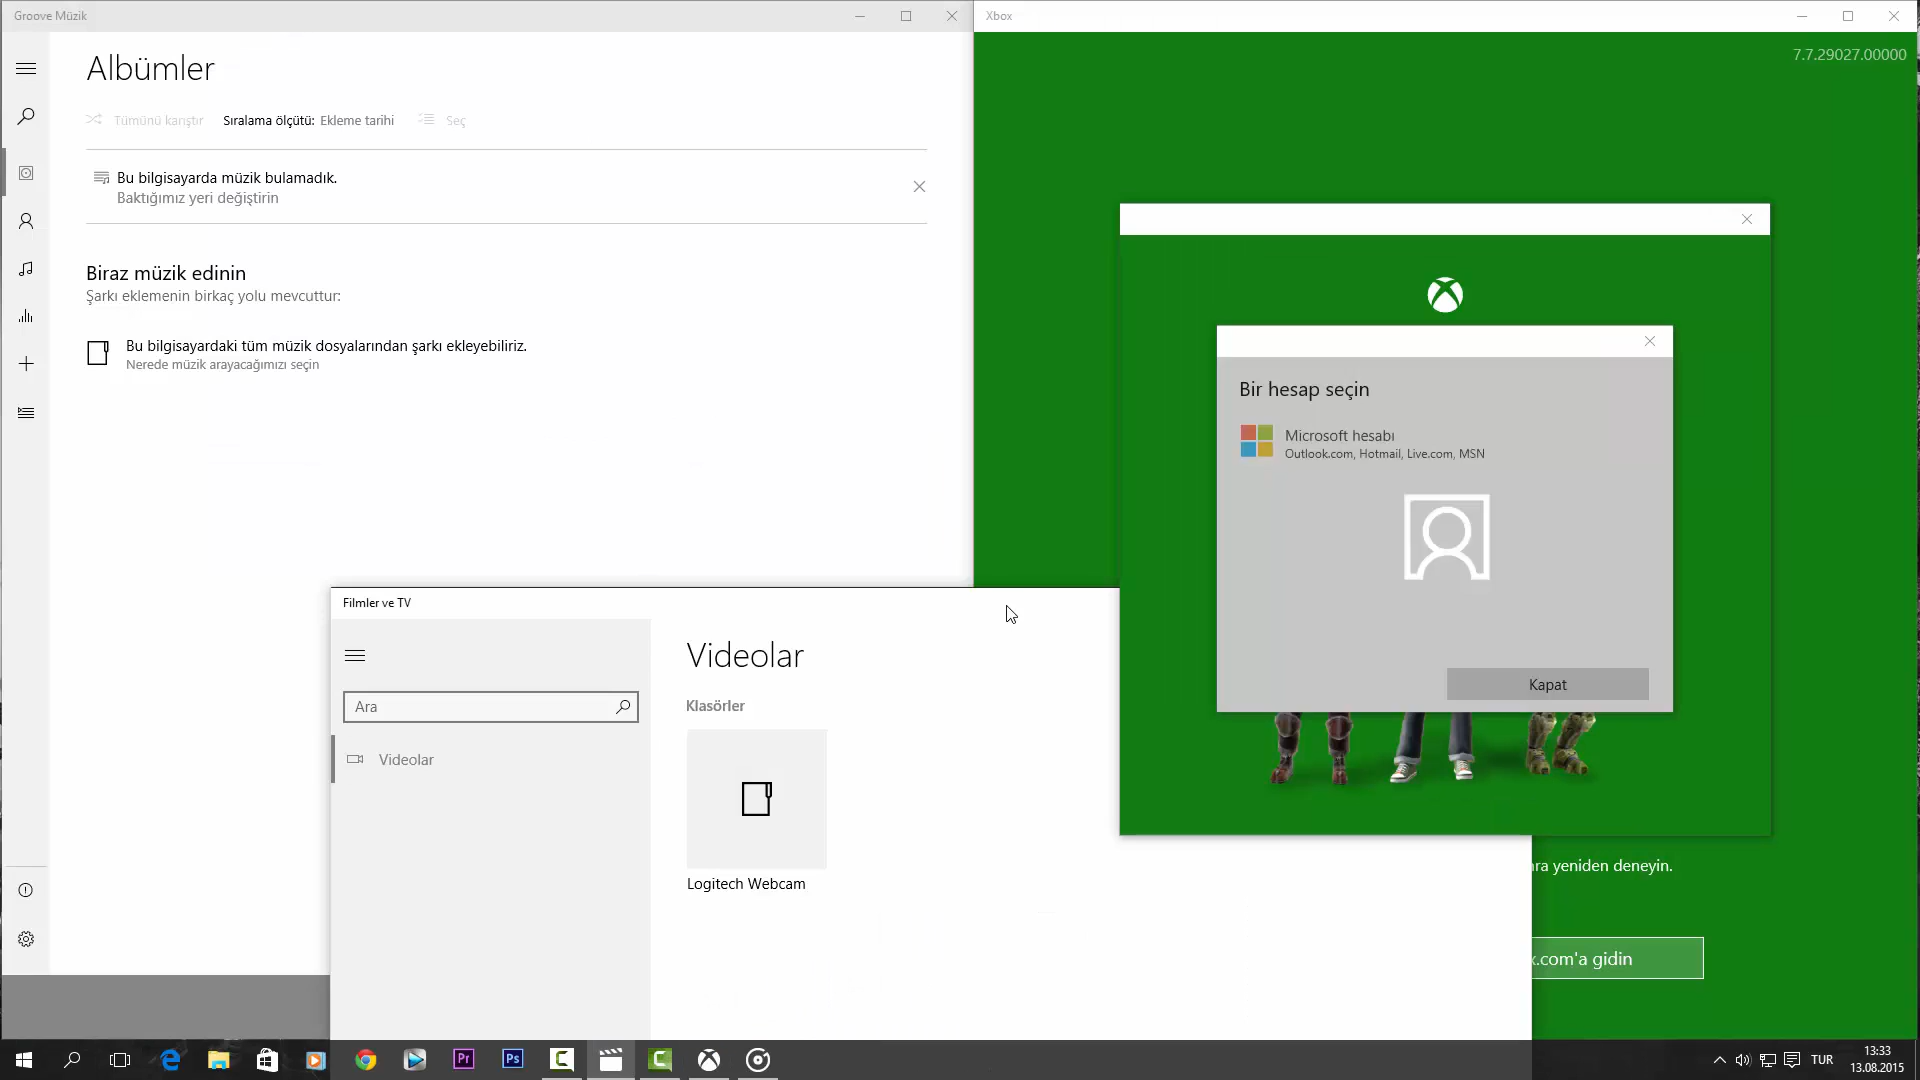 Groove Müzik
Albümler
Tümünü karıştır
Sıralama ölçütü: Ekleme tarihi
Seç
Bu bilgisayarda müzik bulamadık.
Baktığımız yeri değiştirin
Biraz müzik edinin
Şarkı eklemenin birkaç yolu mevcuttur:
Bu bilgisayardaki tüm müzik dosyalarından şarkı ekleyebiliriz.
Nerede müzik arayacağımızı seçin
Xbox
7.7.29027.00000
Bir hesap seçin
Microsoft hesabı
Outlook.com, Hotmail, Live.com, MSN
Kapat
yeniden deneyin.
x.com'a gidin
Filmler ve TV
Ara
Videolar
Videolar
Klasörler
Logitech Webcam
Pr
Ps
TUR
13:33
13.08.2015